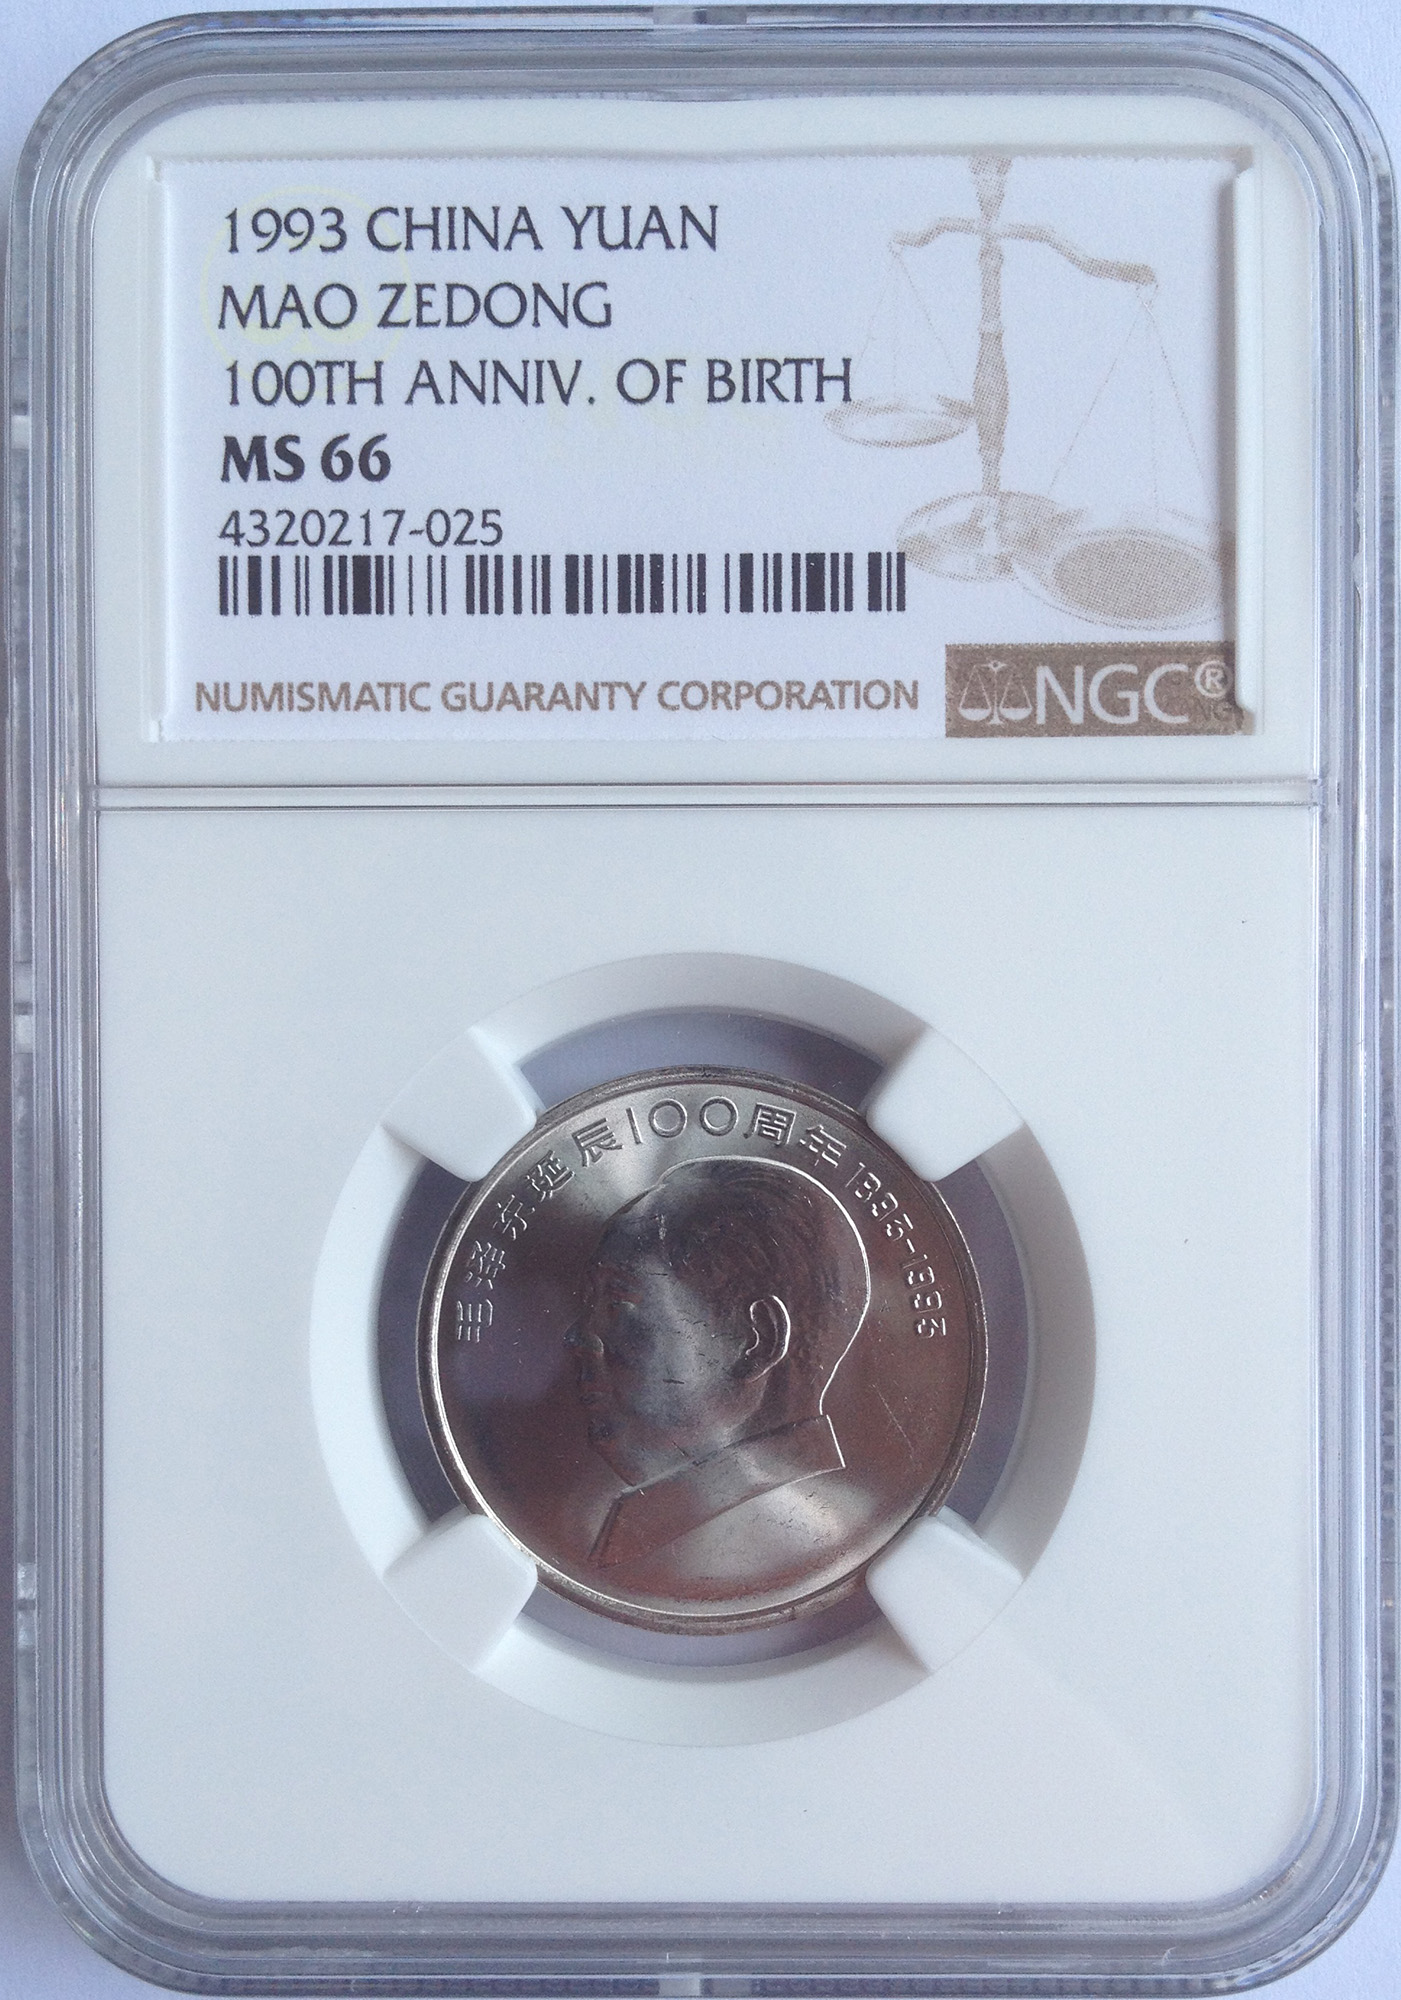 1993 CHINA YUAN
MAO ZEDONG
100TH ANNIV. OF BIRTH
MS 66
4320217-025
NUMISMATIC GUARANTY CORPORATION
NGC®
毛泽东诞辰100周年 1893-1993